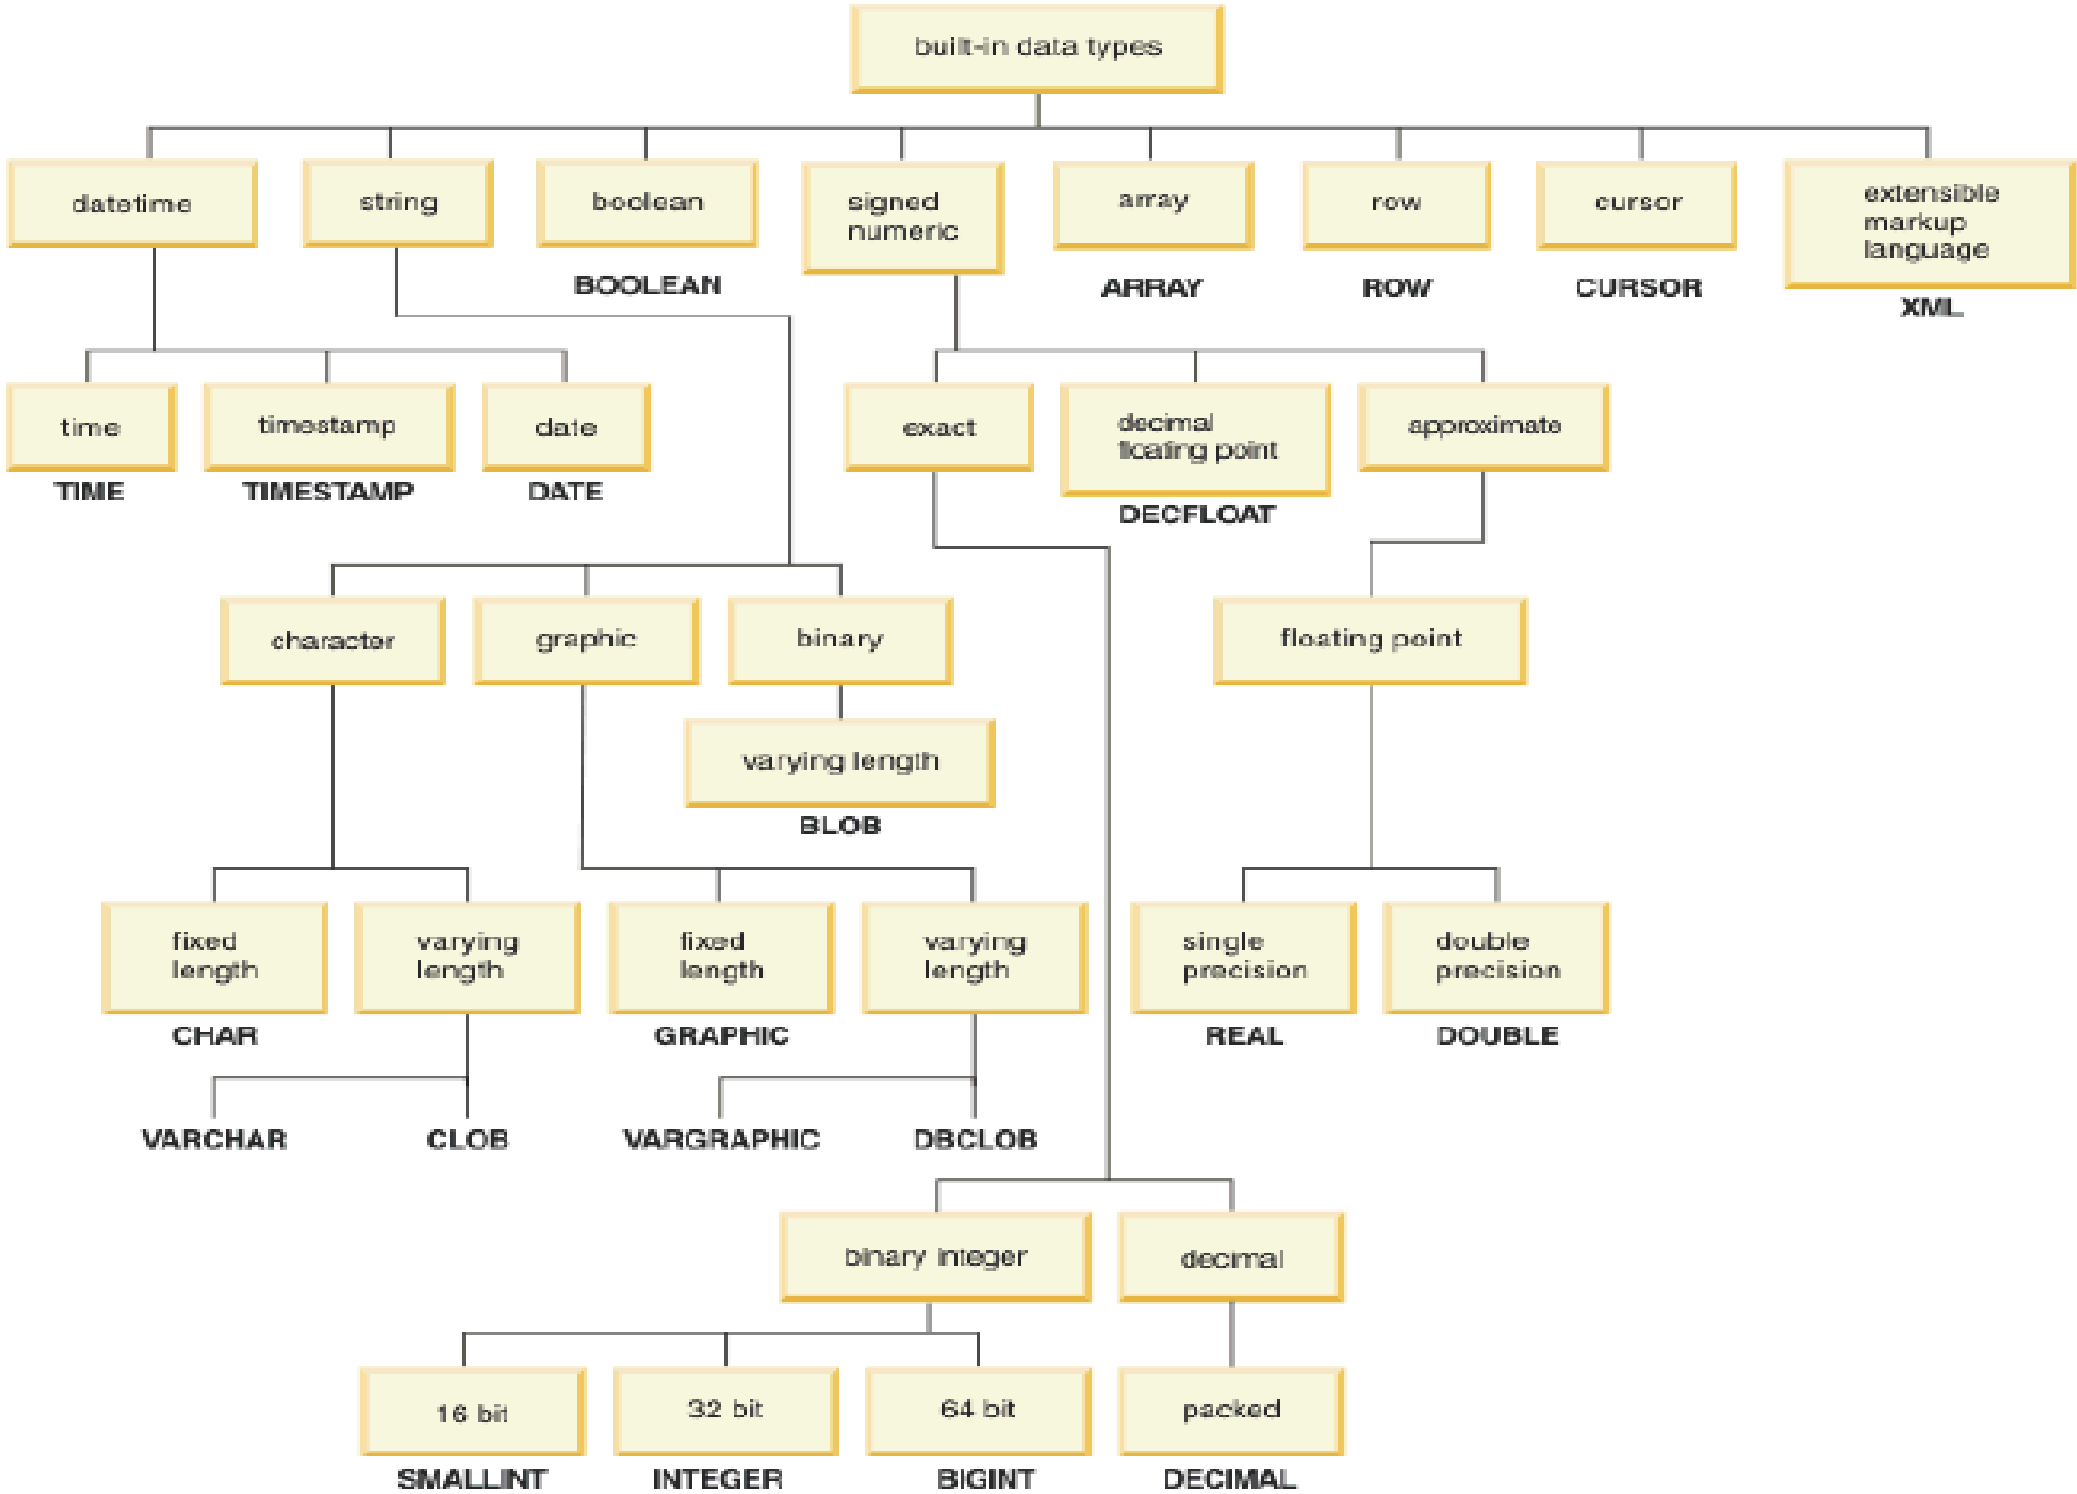 built-in data types
datetime
string
boolean
signed
numeric
array
row
cursor
extensible
markup
language
BOOLEAN
ARRAY
ROW
CURSOR
XML
time
timestamp
date
exact
decimal
floating point
approximate
TIME
TIMESTAMP
DATE
DECFLOAT
character
graphic
binary
floating point
varying length
BLOB
fixed
length
varying
length
fixed
length
varying
length
single
precision
double
precision
CHAR
GRAPHIC
REAL
DOUBLE
VARCHAR
CLOB
VARGRAPHIC
DBCLOB
binary integer
decimal
16 bit
32 bit
64 bit
packed
SMALLINT
INTEGER
BIGINT
DECIMAL